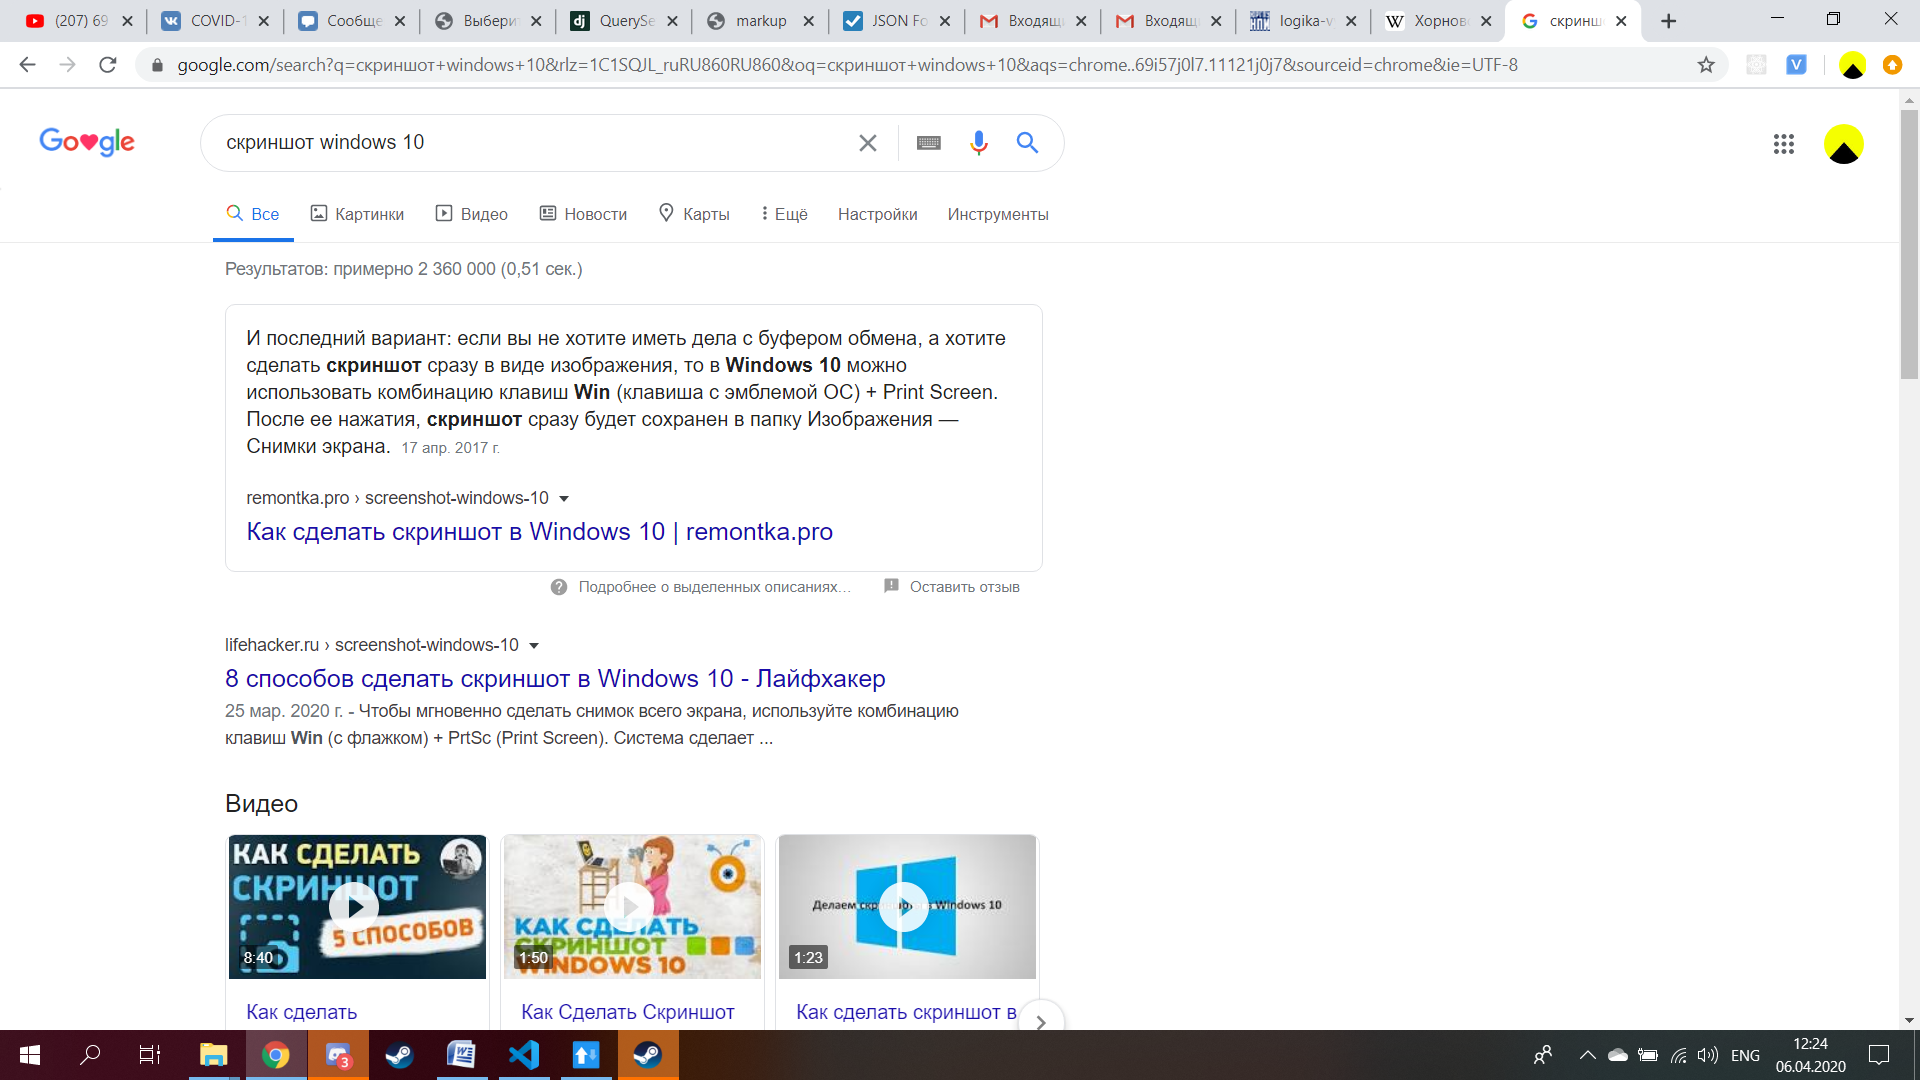 (207) 69
COVID-1
Сообще
Выбери
QuerySe
markup
JSON Fo
Входящ
Входящ
logika-v
Хорнов
скринш
google.com/search?q=скриншот+windows+10&rlz=1C1SQJL_ruRU860RU860&oq=скриншот+windows+10&aqs=chrome..69i57j0l7.11121j0j7&sourceid=chrome&ie=UTF-8
скриншот windows 10
Все
Картинки
Видео
Новости
Карты
Ещё
Настройки
Инструменты
Результатов: примерно 2 360 000 (0,51 сек.)
И последний вариант: если вы не хотите иметь дела с буфером обмена, а хотите
сделать скриншот сразу в виде изображения, то в Windows 10 можно
использовать комбинацию клавиш Win (клавиша с эмблемой ОС) + Print Screen.
После ее нажатия, скриншот сразу будет сохранен в папку Изображения —
Снимки экрана. 17 апр. 2017 г.
remontka.pro › screenshot-windows-10
Как сделать скриншот в Windows 10 | remontka.pro
Подробнее о выделенных описаниях…
Оставить отзыв
lifehacker.ru › screenshot-windows-10
8 способов сделать скриншот в Windows 10 - Лайфхакер
25 мар. 2020 г. - Чтобы мгновенно сделать снимок всего экрана, используйте комбинацию
клавиш Win (с флажком) + PrtSc (Print Screen). Система сделает ...
Видео
КАК СДЕЛАТЬ
СКРИНШОТ
5 СПОСОБОВ
8:40
КАК СДЕЛАТЬ
СКРИНШОТ
WINDOWS 10
1:50
Делаем скриншот на Windows 10
1:23
Как сделать
Как Сделать Скриншот
Как сделать скриншот в
3
ENG
12:24
06.04.2020